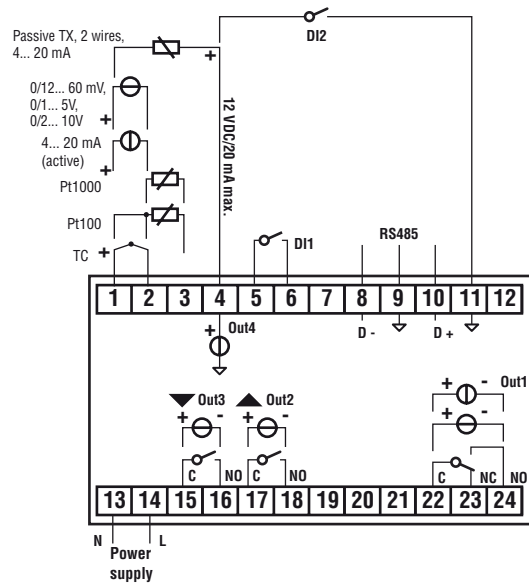 Passive TX, 2 wires,
4... 20 mA
+
DI2
0/12... 60 mV,
0/1... 5V,
0/2... 10V
+
12 VDC/20 mA max.
4... 20 mA
(active)
+
Pt1000
Pt100
+
TC
DI1
RS485
1 2 3 4 5 6 7 8 9 10 11 12
D - D +
+ Out4
Out3 Out2 + - Out1
+ - + - + -
C NO C NO C NC NO
13 14 15 16 17 18 19 20 21 22 23 24
N L
Power
supply